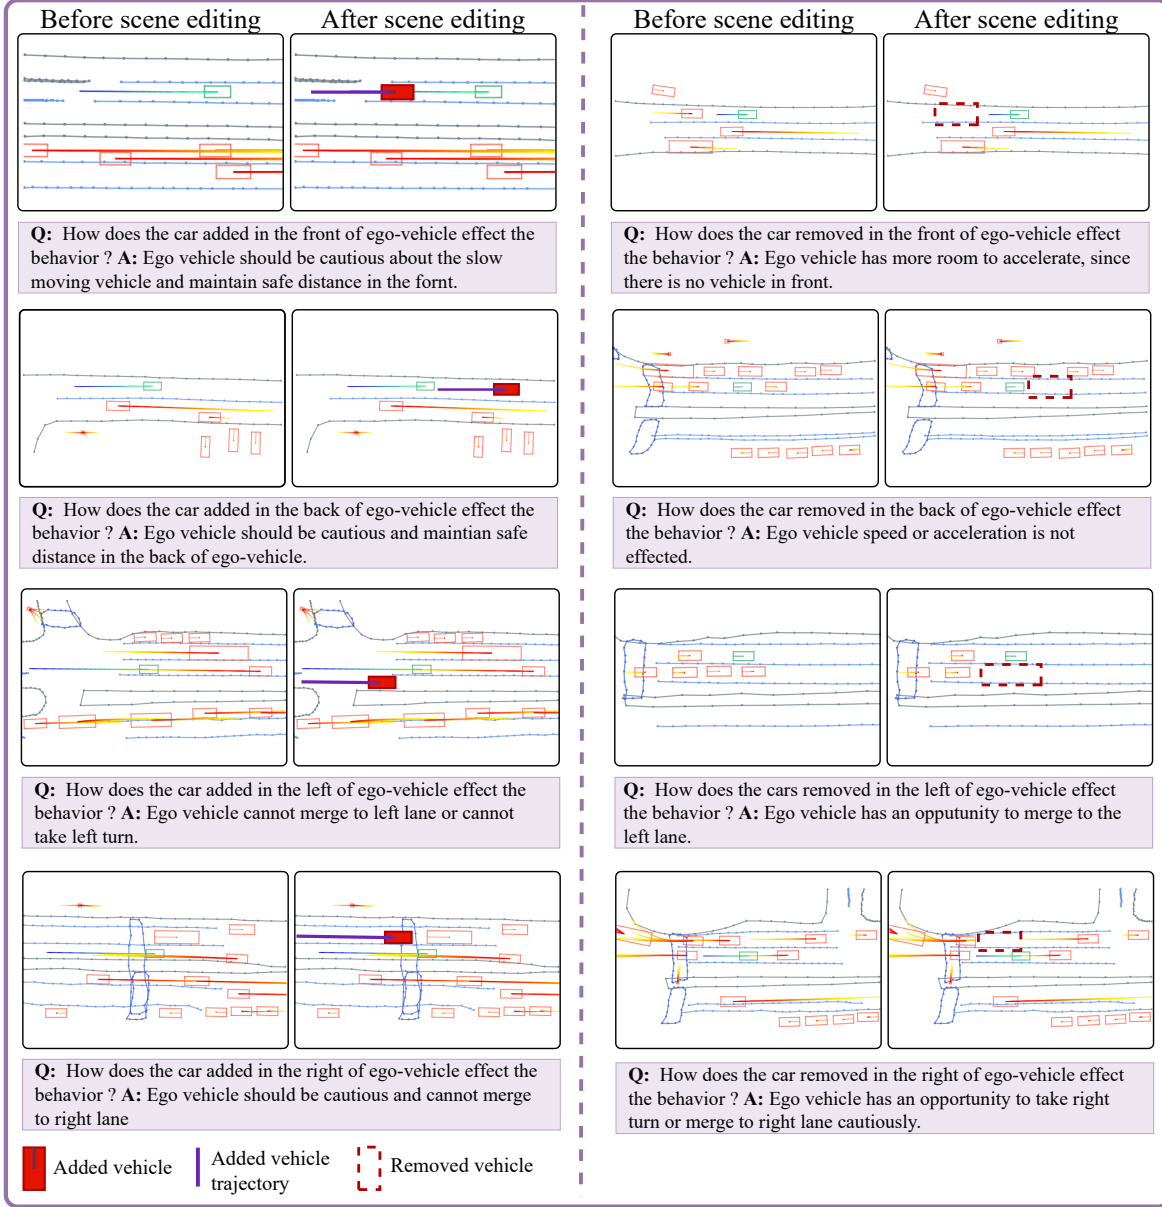 Before scene editing
After scene editing
Q: How does the car added in the front of ego-vehicle effect the
behavior ? A: Ego vehicle should be cautious about the slow
moving vehicle and maintain safe distance in the fornt.
Q: How does the car added in the back of ego-vehicle effect the
behavior ? A: Ego vehicle should be cautious and maintian safe
distance in the back of ego-vehicle.
Q: How does the car added in the left of ego-vehicle effect the
behavior ? A: Ego vehicle cannot merge to left lane or cannot
take left turn.
Q: How does the car added in the right of ego-vehicle effect the
behavior ? A: Ego vehicle should be cautious and cannot merge
to right lane
Added vehicle
Added vehicle
trajectory
Removed vehicle
Before scene editing
After scene editing
Q: How does the car removed in the front of ego-vehicle effect
the behavior ? A: Ego vehicle has more room to accelerate, since
there is no vehicle in front.
Q: How does the car removed in the back of ego-vehicle effect
the behavior ? A: Ego vehicle speed or acceleration is not
effected.
Q: How does the cars removed in the left of ego-vehicle effect
the behavior ? A: Ego vehicle has an opputunity to merge to the
left lane.
Q: How does the car removed in the right of ego-vehicle effect
the behavior ? A: Ego vehicle has an opportunity to take right
turn or merge to right lane cautiously.